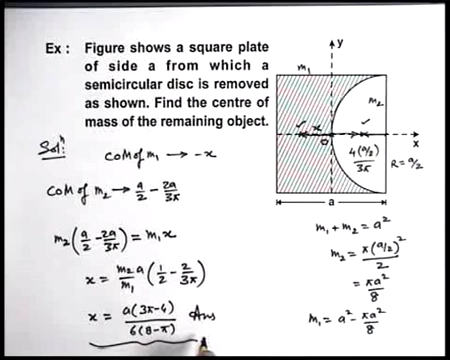 Ex : Figure shows a square plate
of side a from which a
semicircular disc is removed
as shown. Find the centre of
mass of the remaining object.
Solⁿ
CoM of m₁ → -x
CoM of m₂ → a/2 - 2a/3π
m₂(a/2 - 2a/3π) = m₁x
x = m₂a/m₁ (1/2 - 2/3π)
x = a(3π-4)/6(8-π) Ans
y
m₁
m₂
x
O
x
4(a/2)/3π
R = a/2
a
m₁ + m₂ = a²
m₂ = π(a/2)²/2
= πa²/8
m₁ = a² - πa²/8